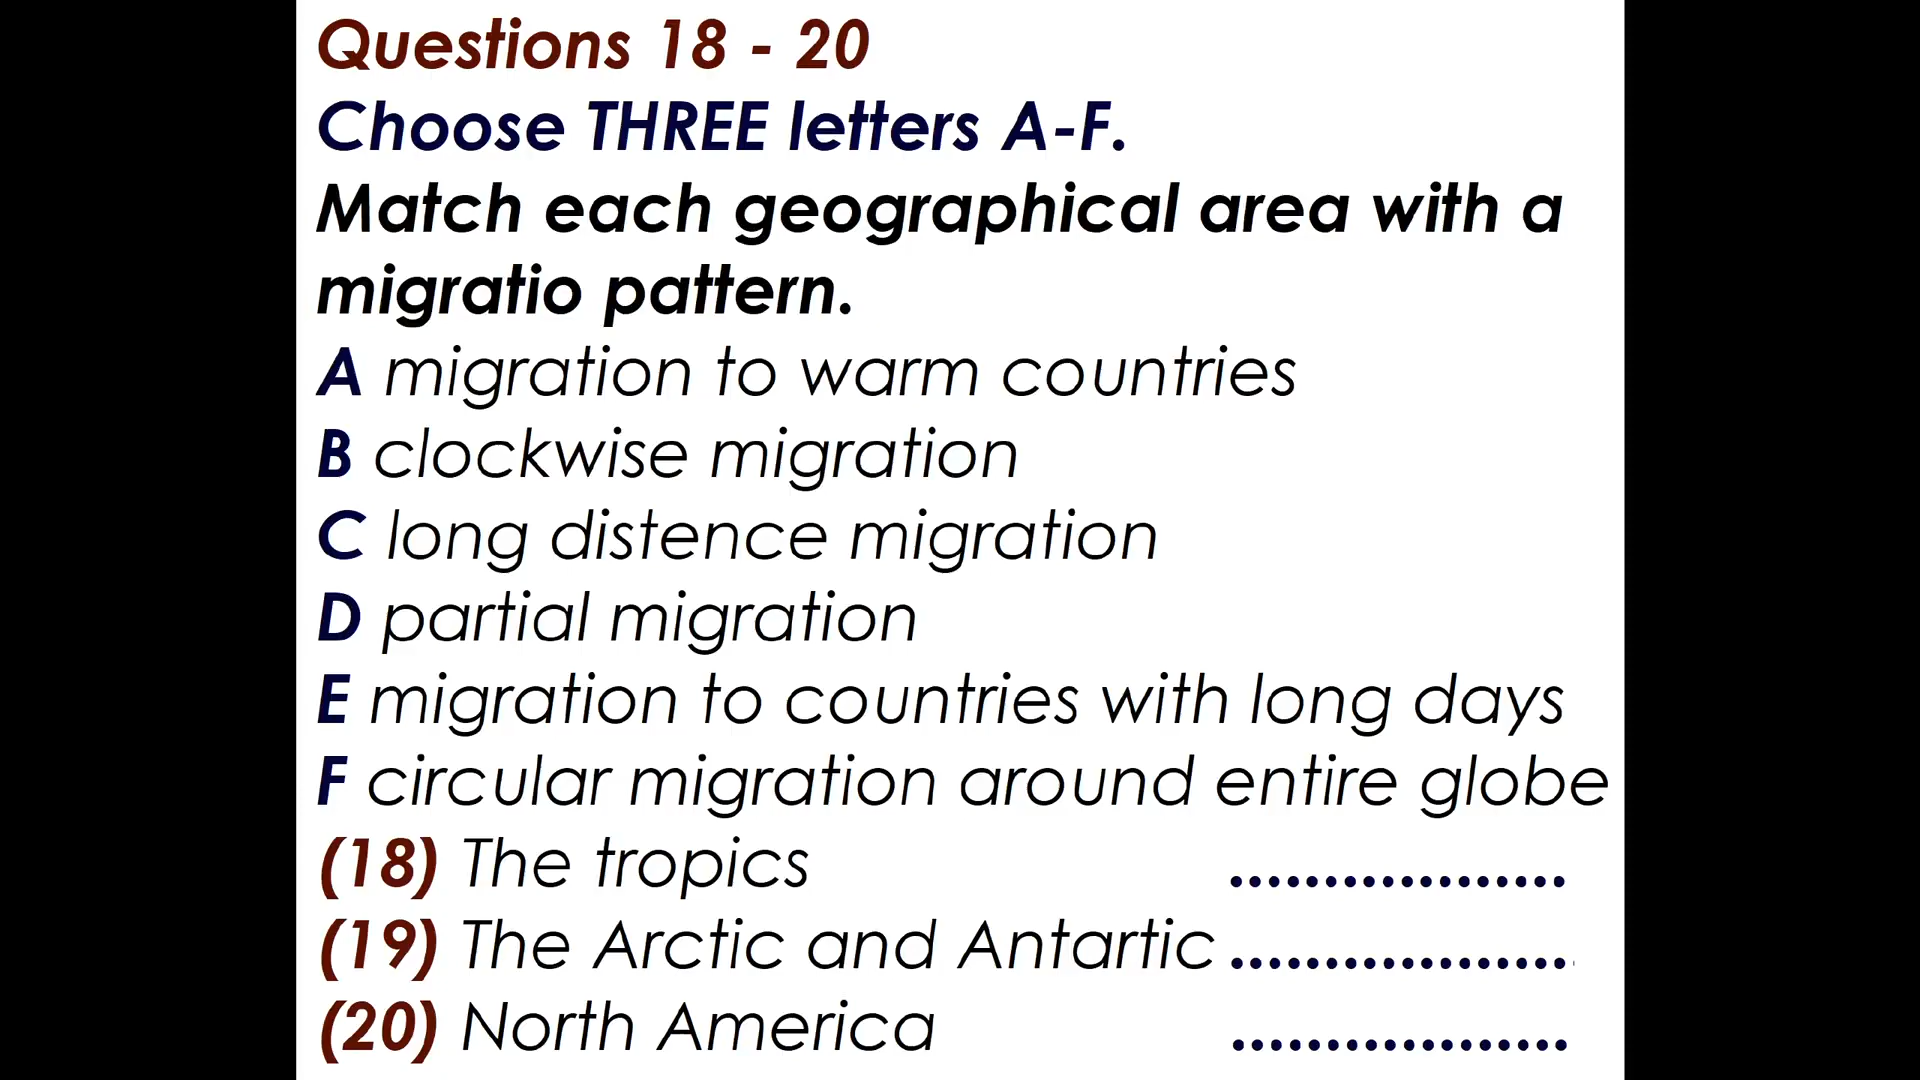 Questions 18 - 20
Choose THREE letters A-F.
Match each geographical area with a
migratio pattern.
A migration to warm countries
B clockwise migration
C long distence migration
D partial migration
E migration to countries with long days
F circular migration around entire globe
(18) The tropics ..................
(19) The Arctic and Antartic ..................
(20) North America ..................